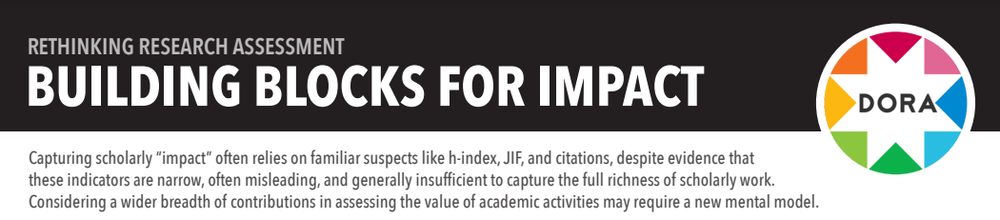 RETHINKING RESEARCH ASSESSMENT
BUILDING BLOCKS FOR IMPACT
DORA
Capturing scholarly “impact” often relies on familiar suspects like h-index, JIF, and citations, despite evidence that
these indicators are narrow, often misleading, and generally insufficient to capture the full richness of scholarly work.
Considering a wider breadth of contributions in assessing the value of academic activities may require a new mental model.